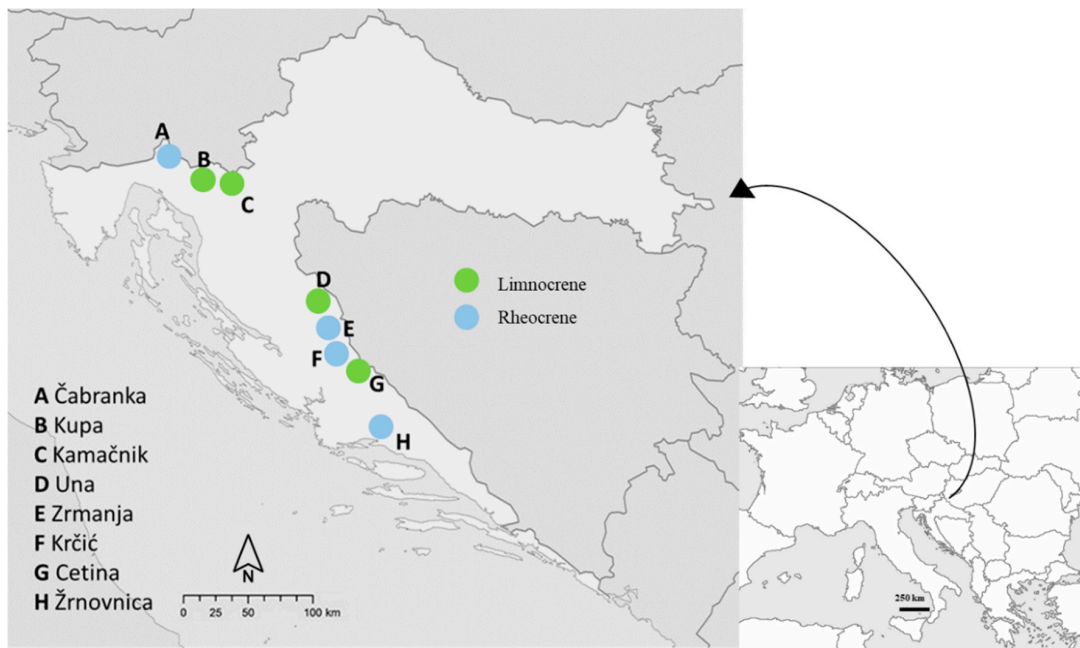 A
B
C
D
Limnocrene
Rheocrene
E
F
G
H
A Čabranka
B Kupa
C Kamačnik
D Una
E Zrmanja
F Krčić
G Cetina
H Žrnovnica
N
0 25 50 100 km
250 km